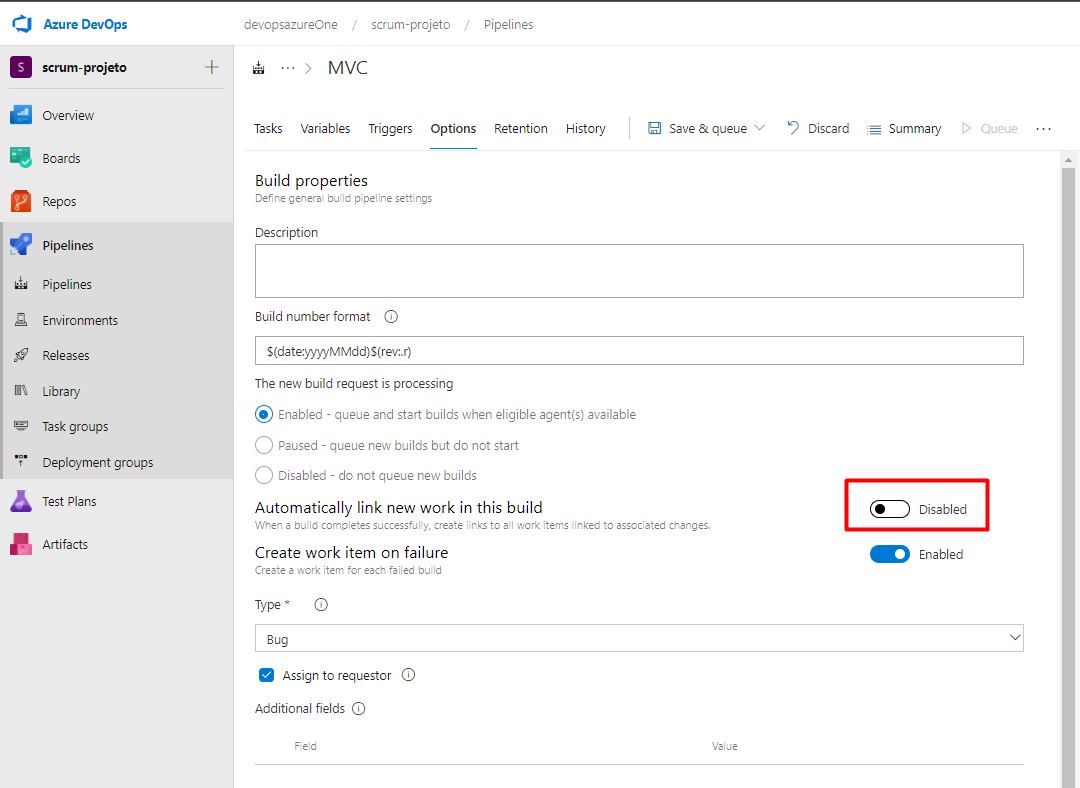 Azure DevOps
devopsazureOne / scrum-projeto / Pipelines
S scrum-projeto
Overview
Boards
Repos
Pipelines
Pipelines
Environments
Releases
Library
Task groups
Deployment groups
Test Plans
Artifacts
MVC
Tasks Variables Triggers Options Retention History Save & queue Discard Summary Queue
Build properties
Define general build pipeline settings
Description
Build number format
$(date:yyyyMMdd)$(rev:.r)
The new build request is processing
Enabled - queue and start builds when eligible agent(s) available
Paused - queue new builds but do not start
Disabled - do not queue new builds
Automatically link new work in this build Disabled
When a build completes successfully, create links to all work items linked to associated changes.
Create work item on failure Enabled
Create a work item for each failed build
Type *
Bug
Assign to requestor
Additional fields
Field Value